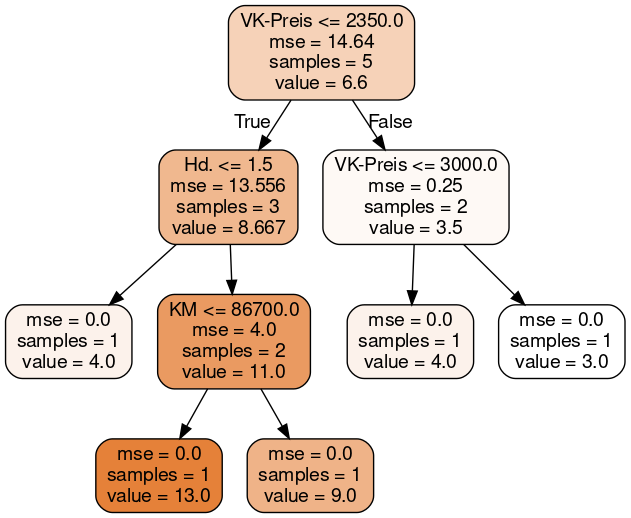 VK-Preis <= 2350.0
mse = 14.64
samples = 5
value = 6.6
True
False
Hd. <= 1.5
mse = 13.556
samples = 3
value = 8.667
VK-Preis <= 3000.0
mse = 0.25
samples = 2
value = 3.5
mse = 0.0
samples = 1
value = 4.0
KM <= 86700.0
mse = 4.0
samples = 2
value = 11.0
mse = 0.0
samples = 1
value = 4.0
mse = 0.0
samples = 1
value = 3.0
mse = 0.0
samples = 1
value = 13.0
mse = 0.0
samples = 1
value = 9.0